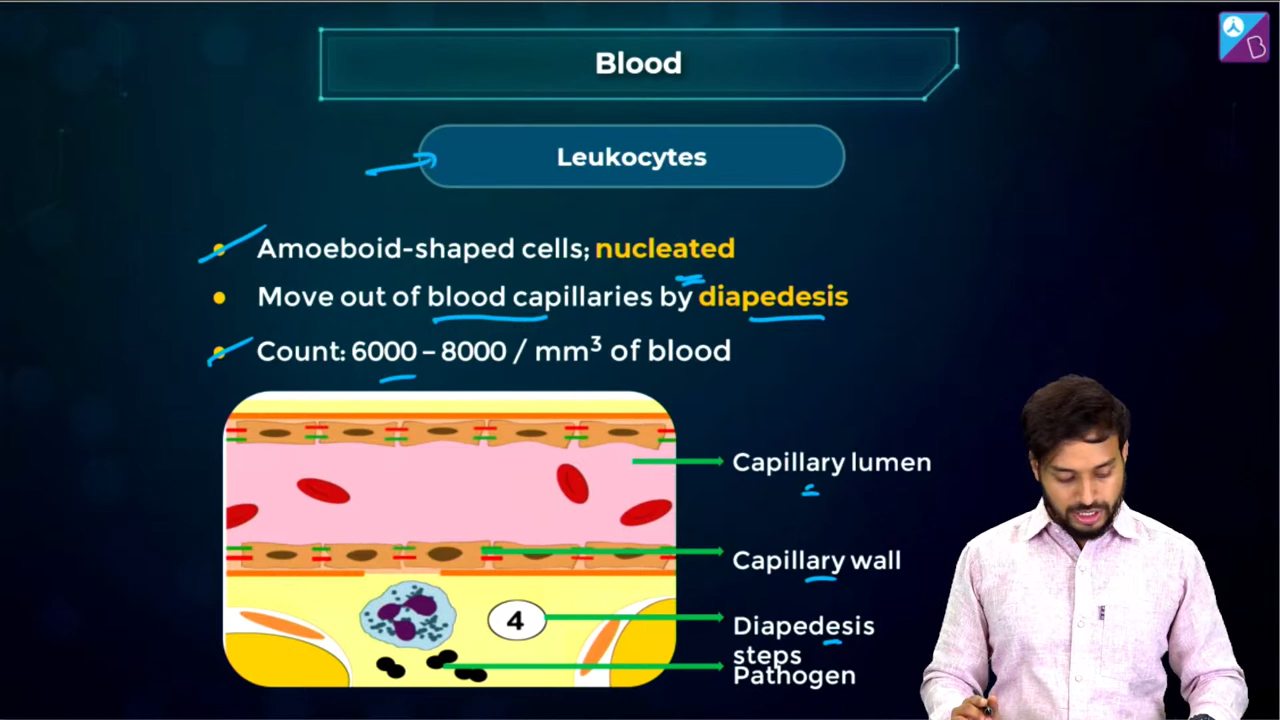 Blood
Leukocytes
Amoeboid-shaped cells; nucleated
Move out of blood capillaries by diapedesis
Count: 6000 – 8000 / mm³ of blood
Capillary lumen
Capillary wall
4
Diapedesis
steps
Pathogen
B